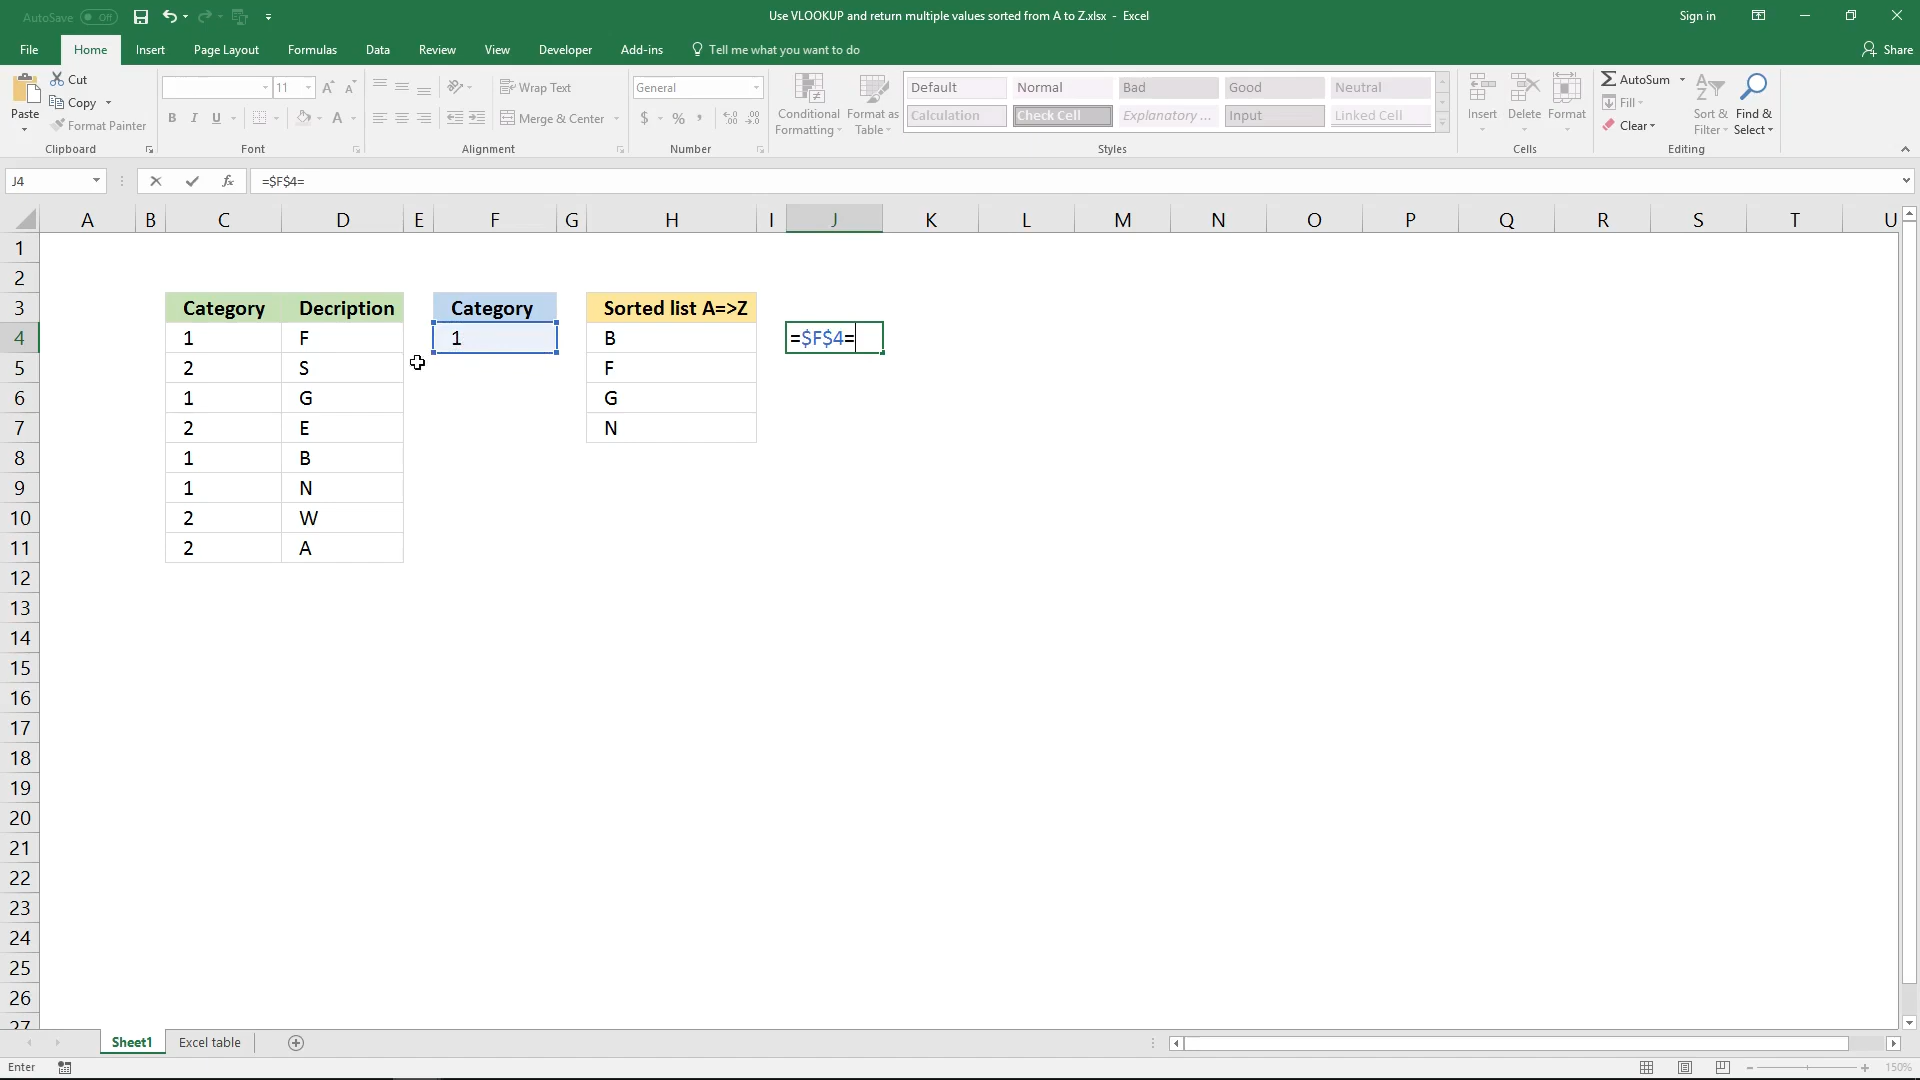 AutoSave Off
Use VLOOKUP and return multiple values sorted from A to Z.xlsx - Excel
Sign in
File Home Insert Page Layout Formulas Data Review View Developer Add-ins Tell me what you want to do Share
Cut
Copy
Format Painter
Paste
Clipboard
11 A A
B I U A
Font
Wrap Text
Merge & Center
Alignment
General
$ % ,
Number
Conditional Formatting
Format as Table
Default Normal Bad Good Neutral
Calculation Check Cell Explanatory ... Input Linked Cell
Styles
Insert Delete Format
Cells
AutoSum
Fill
Clear
Sort & Filter
Find & Select
Editing
J4 fx =$F$4=
A B C D E F G H I J K L M N O P Q R S T U
1
2
3 Category Decription Category Sorted list A=>Z
4 1 F 1 B =$F$4=
5 2 S F
6 1 G G
7 2 E N
8 1 B
9 1 N
10 2 W
11 2 A
12
13
14
15
16
17
18
19
20
21
22
23
24
25
26
27
Sheet1 Excel table
Enter 150%